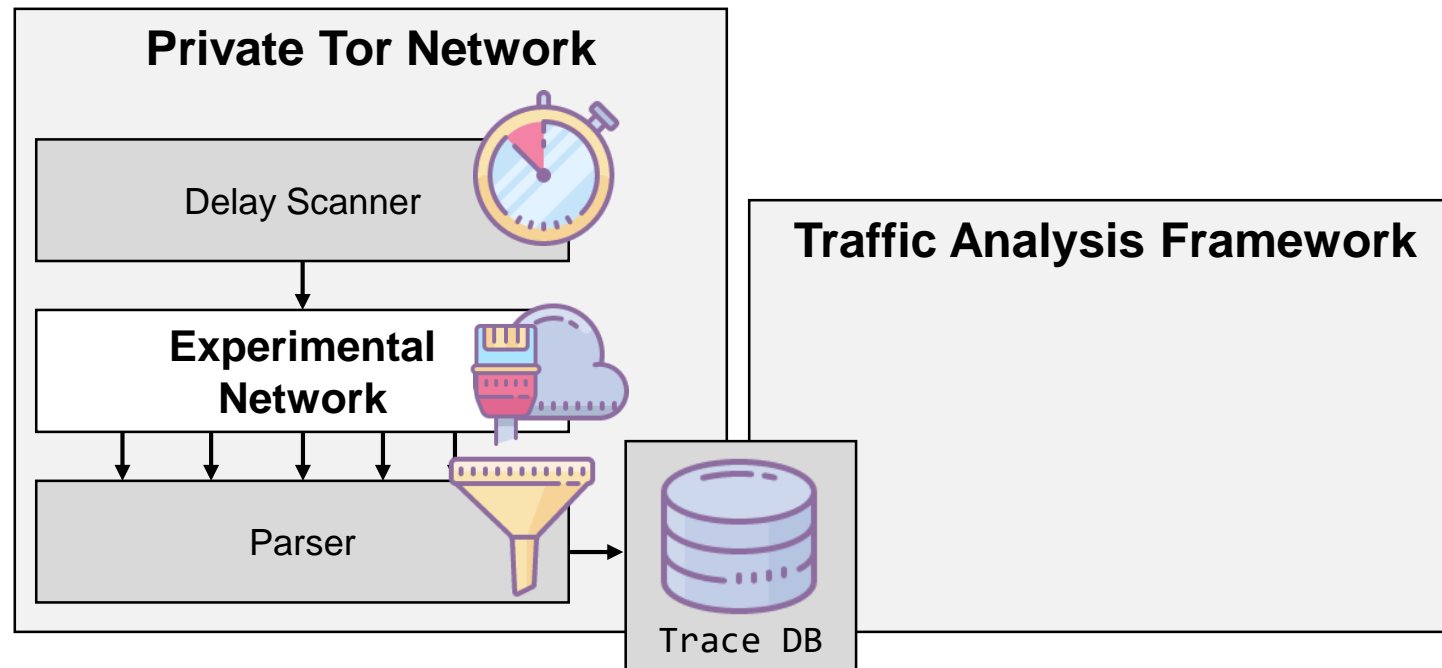 Private Tor Network
Delay Scanner
Experimental
Network
Parser
Trace DB
Traffic Analysis Framework